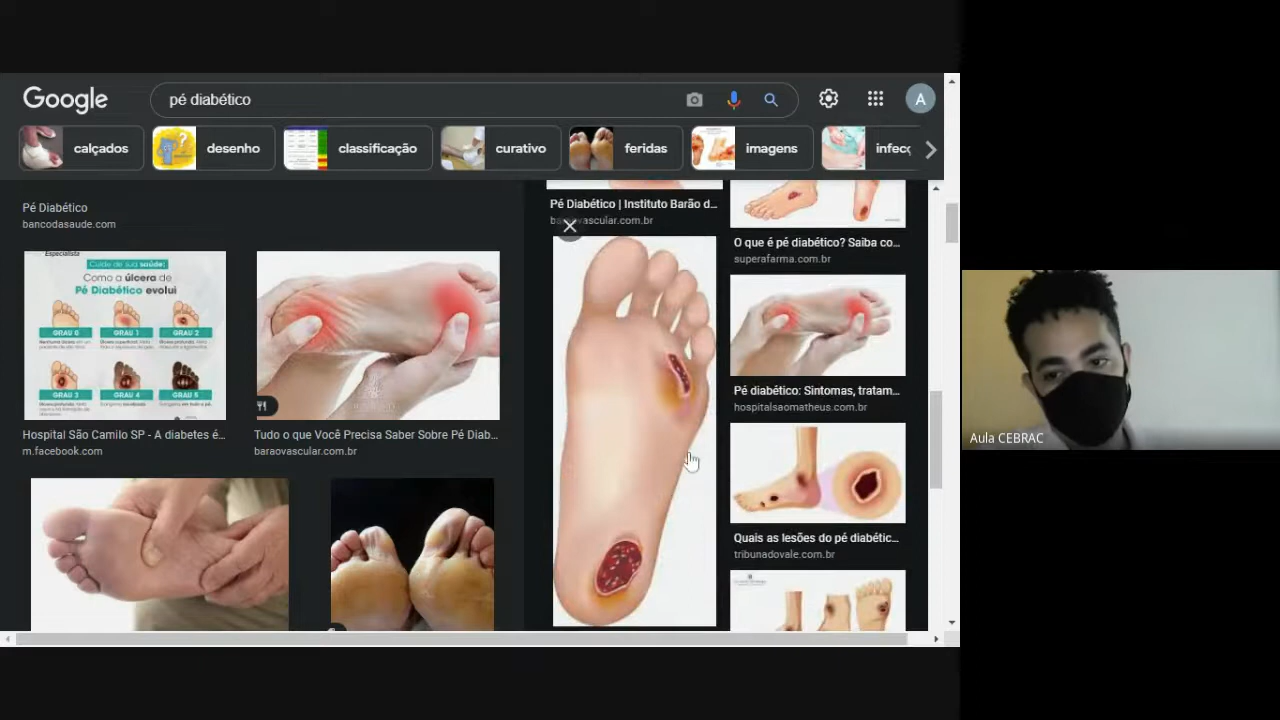 Google
pé diabético
A
calçados
desenho
classificação
curativo
feridas
imagens
infecç
Pé Diabético
bancodasaude.com
Especialista
Cuide de sua saúde:
Como a úlcera de
Pé Diabético evolui
GRAU 0
GRAU 1
GRAU 2
GRAU 3
GRAU 4
GRAU 5
Hospital São Camilo SP - A diabetes é...
m.facebook.com
Tudo o que Você Precisa Saber Sobre Pé Diab...
baraovascular.com.br
Pé Diabético | Instituto Barão d...
baraovascular.com.br
O que é pé diabético? Saiba co...
superafarma.com.br
Pé diabético: Sintomas, tratam...
hospitalsaomatheus.com.br
Quais as lesões do pé diabétic...
tribunadovale.com.br
Aula CEBRAC